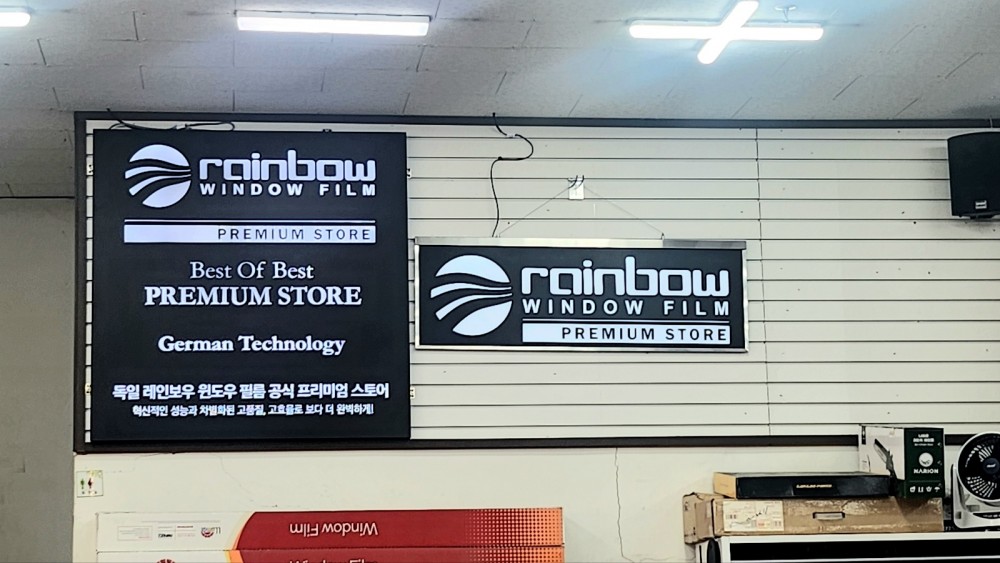 rainbow
WINDOW FILM
PREMIUM STORE
Best Of Best
PREMIUM STORE
German Technology
독일 레인보우 윈도우 필름 공식 프리미엄 스토어
혁신적인 성능과 차별화된 고품질, 고효율로 보다 더 완벽하게!
rainbow
WINDOW FILM
PREMIUM STORE
NARION
Window Film
Window Film